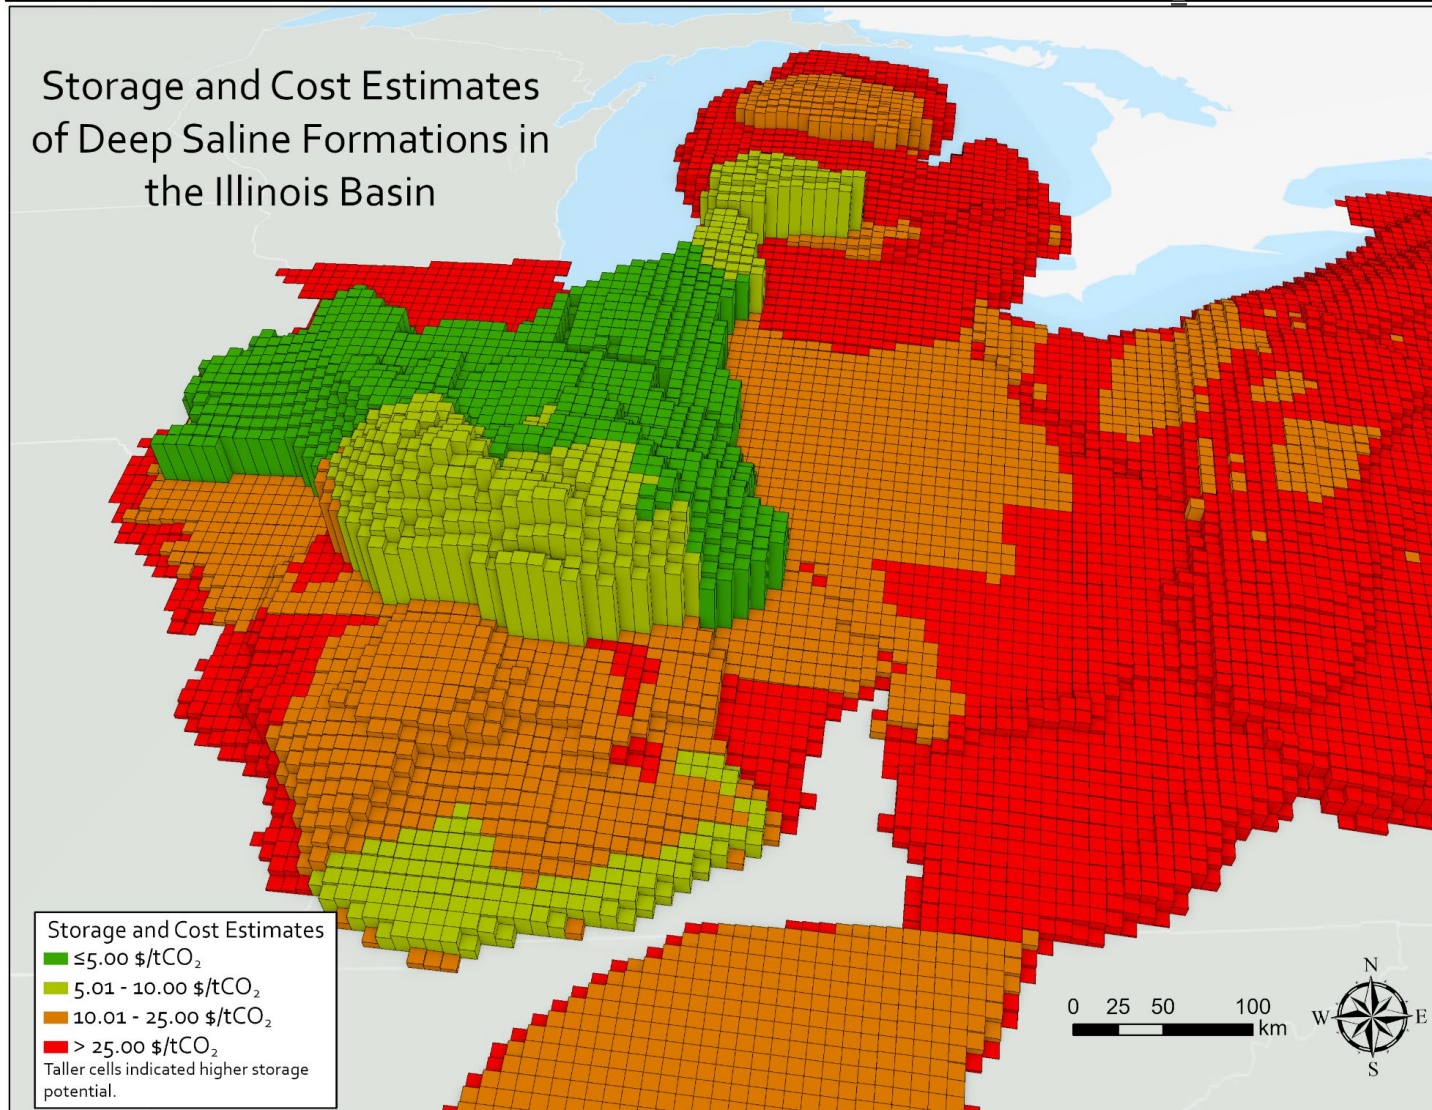 Storage and Cost Estimates
of Deep Saline Formations in
the Illinois Basin
Storage and Cost Estimates
≤5.00 $/tCO₂
5.01 - 10.00 $/tCO₂
10.01 - 25.00 $/tCO₂
> 25.00 $/tCO₂
Taller cells indicated higher storage
potential.
0 25 50 100
km
N
W E
S